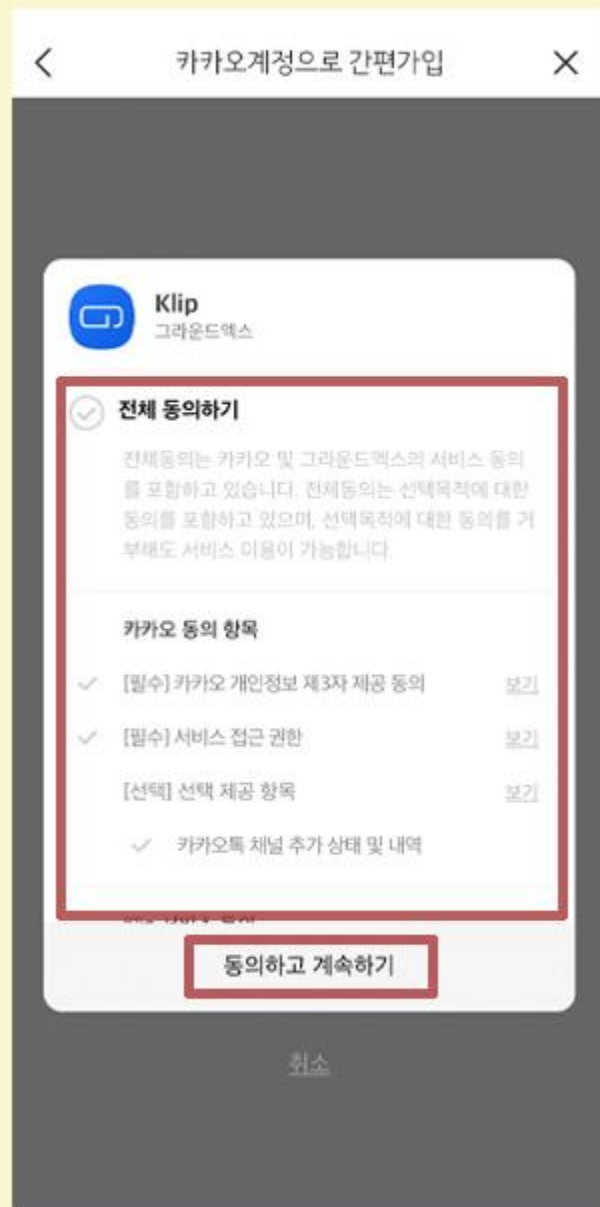 카카오계정으로 간편가입
Klip
그라운드엑스
전체 동의하기
전체동의는 카카오 및 그라운드엑스의 서비스 동의
를 포함하고 있습니다. 전체동의는 선택목적에 대한
동의를 포함하고 있으며, 선택목적에 대한 동의를 거
부해도 서비스 이용이 가능합니다.
카카오 동의 항목
[필수] 카카오 개인정보 제3자 제공 동의 보기
[필수] 서비스 접근 권한 보기
[선택] 선택 제공 항목 보기
카카오톡 채널 추가 상태 및 내역
동의하고 계속하기
취소